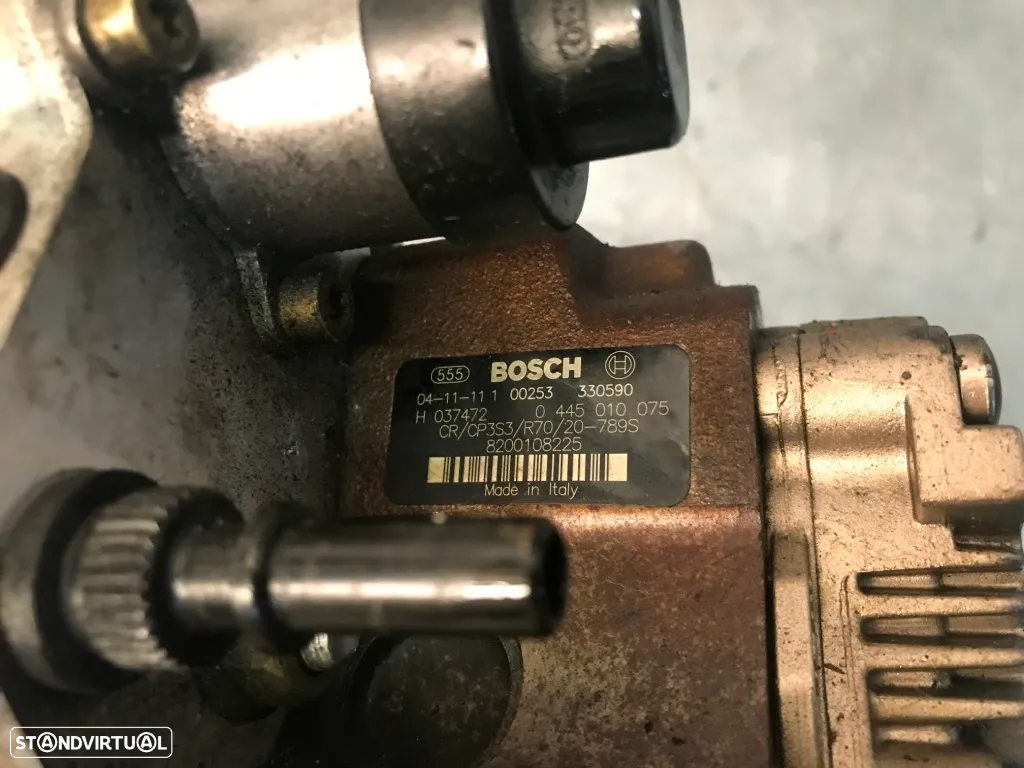 555 BOSCH
04-11-11 1 00253 330590
H 037472 0 445 010 075
CR/CP3S3/R70/20-789S
8200108225
Made in Italy
STANDVIRTUAL